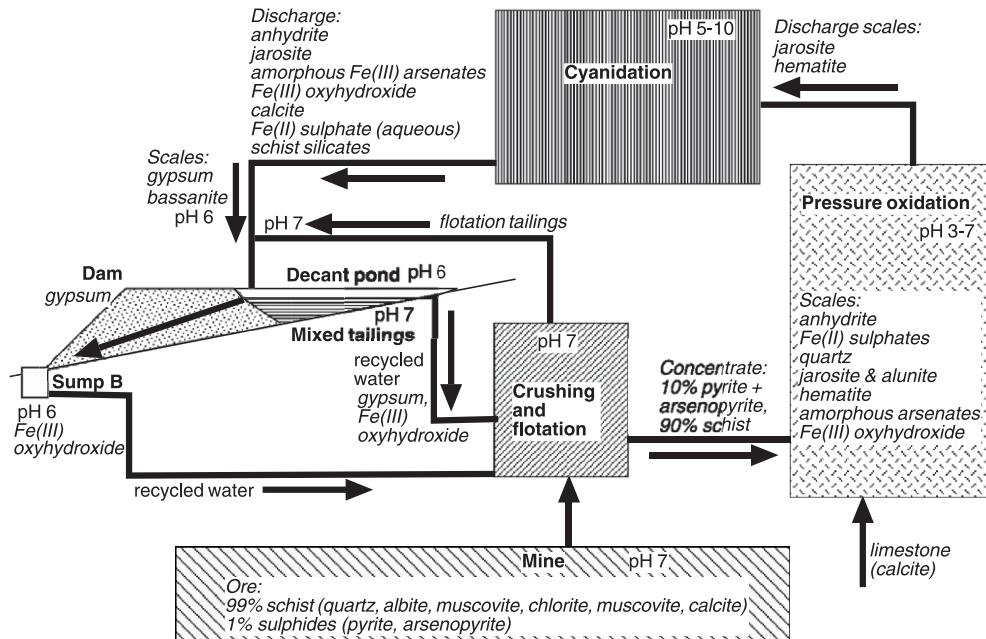 Discharge:
anhydrite
jarosite
amorphous Fe(III) arsenates
Fe(III) oxyhydroxide
calcite
Fe(II) sulphate (aqueous)
schist silicates
pH 5-10
Cyanidation
Discharge scales:
jarosite
hematite
Scales:
gypsum
bassanite
pH 6
pH 7
flotation tailings
Pressure oxidation
pH 3-7
Scales:
anhydrite
Fe(II) sulphates
quartz
jarosite & alunite
hematite
amorphous arsenates
Fe(III) oxyhydroxide
Dam
gypsum
Decant pond pH 6
pH 7
Mixed tailings
recycled
water
gypsum,
Fe(III)
oxyhydroxide
pH 7
Crushing
and
flotation
Concentrate:
10% pyrite +
arsenopyrite,
90% schist
Sump B
pH 6
Fe(III)
oxyhydroxide
recycled water
limestone
(calcite)
Mine pH 7
Ore:
99% schist (quartz, albite, muscovite, chlorite, muscovite, calcite)
1% sulphides (pyrite, arsenopyrite)